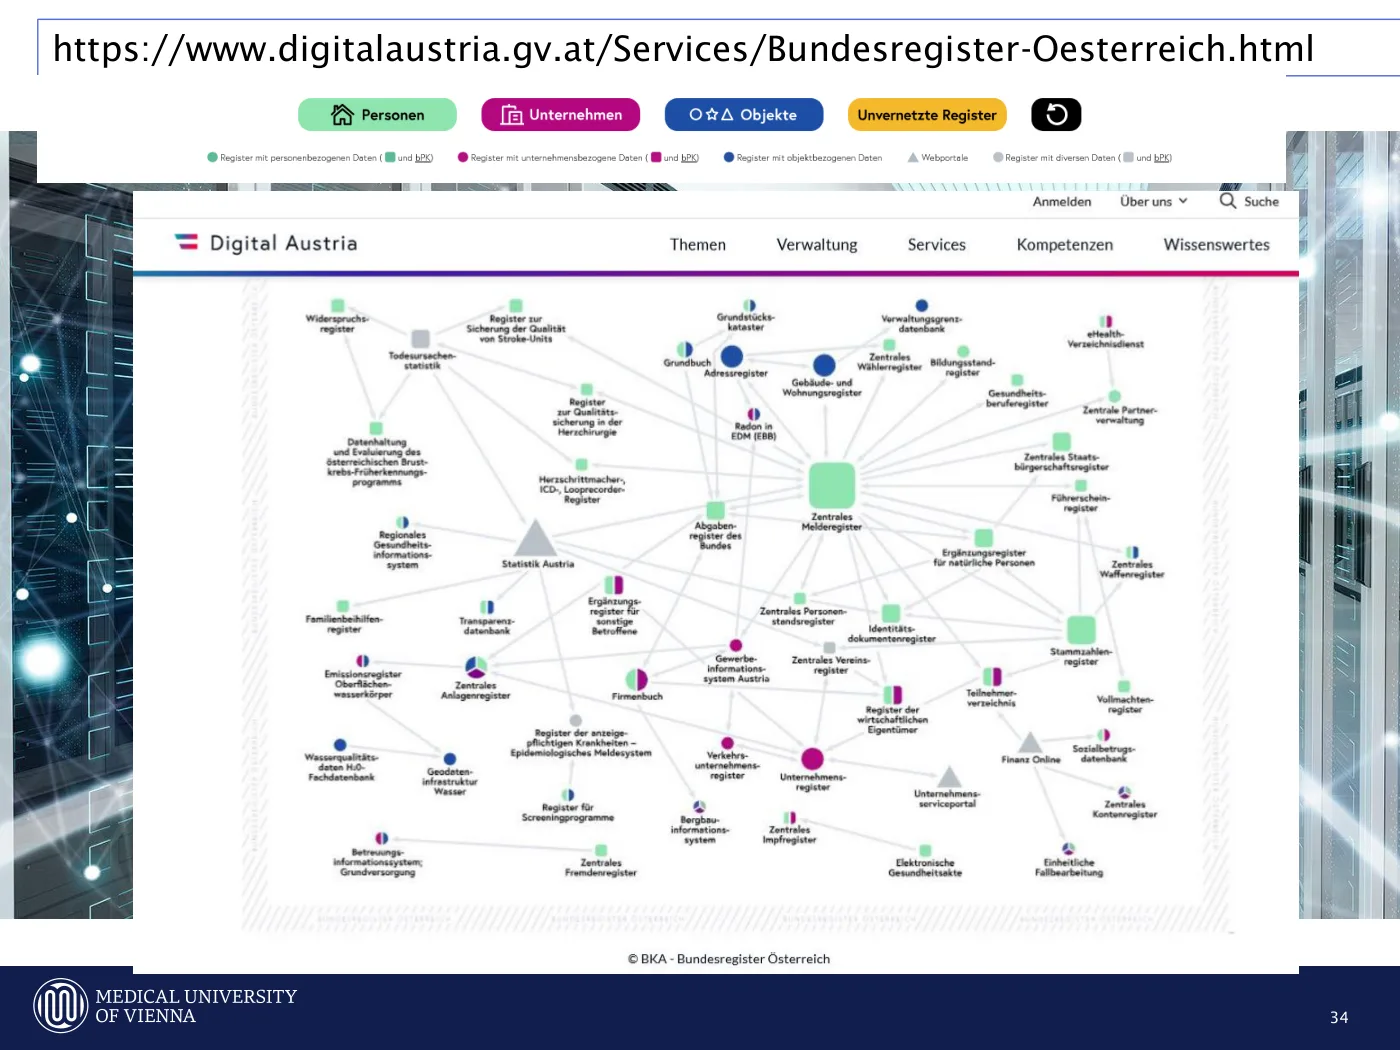 https://www.digitalaustria.gv.at/Services/Bundesregister-Oesterreich.html
Personen
Unternehmen
Objekte
Unvernetzte Register
Register mit personenbezogenen Daten ( und bPK)
Register mit unternehmensbezogene Daten ( und bPK)
Register mit objektbezogenen Daten
Webportale
Register mit diversen Daten ( und bPK)
Anmelden
Über uns
Suche
Digital Austria
Themen
Verwaltung
Services
Kompetenzen
Wissenswertes
Widerspruchs-
register
Register zur
Sicherung der Qualität
von Stroke-Units
Todesursachen-
statistik
Grundstücks-
kataster
Verwaltungsgrenz-
datenbank
eHealth-
Verzeichnisdienst
Grundbuch
Adressregister
Gebäude- und
Wohnungsregister
Zentrales
Wählerregister
Bildungsstand-
register
Gesundheits-
beruferegister
Zentrale Partner-
verwaltung
Register
zur Qualitäts-
sicherung in der
Herzchirurgie
Radon in
EDM (EBB)
Datenhaltung
und Evaluierung des
österreichischen Brust-
krebs-Früherkennungs-
programms
Herzschrittmacher-,
ICD-, Looprecorder-
Register
Zentrales Staats-
bürgerschaftsregister
Führerschein-
register
Zentrales
Melderegister
Abgaben-
register des
Bundes
Regionales
Gesundheits-
informations-
system
Statistik Austria
Ergänzungsregister
für natürliche Personen
Zentrales
Waffenregister
Familienbeihilfen-
register
Transparenz-
datenbank
Ergänzungs-
register für
sonstige
Betroffene
Zentrales Personen-
standsregister
Identitäts-
dokumentenregister
Stammzahlen-
register
Emissionsregister
Oberflächen-
wasserkörper
Zentrales
Anlagenregister
Firmenbuch
Gewerbe-
informations-
system Austria
Zentrales Vereins-
register
Register der
wirtschaftlichen
Eigentümer
Teilnehmer-
verzeichnis
Vollmachten-
register
Register der anzeige-
pflichtigen Krankheiten –
Epidemiologisches Meldesystem
Wasserqualitäts-
daten H2O-
Fachdatenbank
Geodaten-
infrastruktur
Wasser
Verkehrs-
unternehmens-
register
Unternehmens-
register
Unternehmens-
serviceportal
Finanz Online
Sozialbetrugs-
datenbank
Register für
Screeningprogramme
Bergbau-
informations-
system
Zentrales
Impfregister
Zentrales
Kontenregister
Betreuungs-
informationssystem;
Grundversorgung
Zentrales
Fremdenregister
Elektronische
Gesundheitsakte
Einheitliche
Fallbearbeitung
BUNDESREGISTER ÖSTERREICH
BUNDESREGISTER ÖSTERREICH
BUNDESREGISTER ÖSTERREICH
BUNDESREGISTER ÖSTERREICH
© BKA - Bundesregister Österreich
MEDICAL UNIVERSITY
OF VIENNA
34